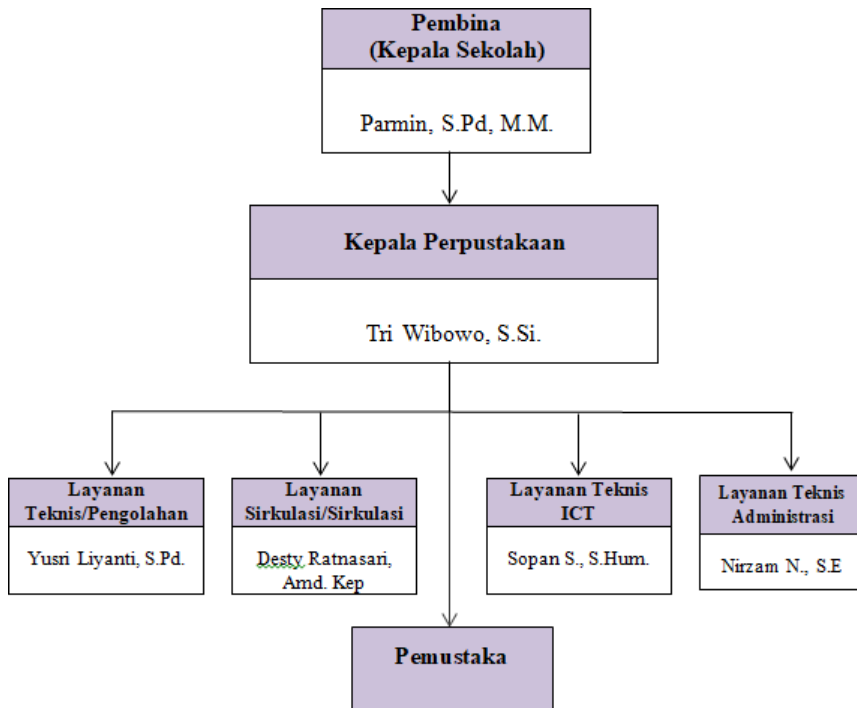 Pembina
(Kepala Sekolah)
Parmin, S.Pd, M.M.
Kepala Perpustakaan
Tri Wibowo, S.Si.
Layanan
Teknis/Pengolahan
Yusri Liyanti, S.Pd.
Layanan
Sirkulasi/Sirkulasi
Desty Ratnasari,
Amd. Kep
Layanan Teknis
ICT
Sopan S., S.Hum.
Layanan Teknis
Administrasi
Nirzam N., S.E
Pemustaka